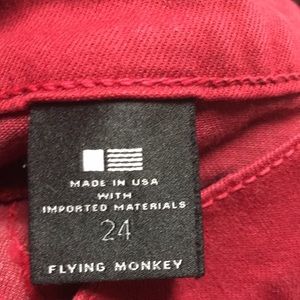 MADE IN USA
WITH
IMPORTED MATERIALS
24
FLYING MONKEY